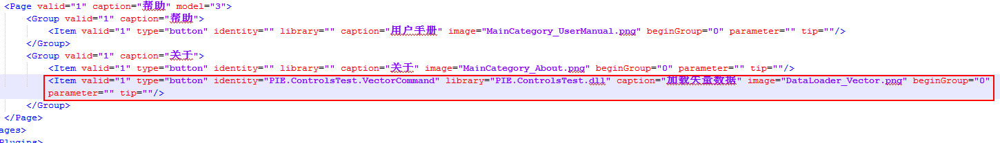 <Page valid="1" caption="帮助" model="3">
<Group valid="1" caption="帮助">
<Item valid="1" type="button" identity="" library="" caption="用户手册" image="MainCategory_UserManual.png" beginGroup="0" parameter="" tip=""/>
</Group>
<Group valid="1" caption="关于">
<Item valid="1" type="button" identity="" library="" caption="关于" image="MainCategory_About.png" beginGroup="0" parameter="" tip=""/>
<Item valid="1" type="button" identity="PIE.ControlsTest.VectorCommand" library="PIE.ControlsTest.dll" caption="加载矢量数据" image="DataLoader_Vector.png" beginGroup="0"
parameter="" tip=""/>
</Group>
</Page>
ages>
Plugins>